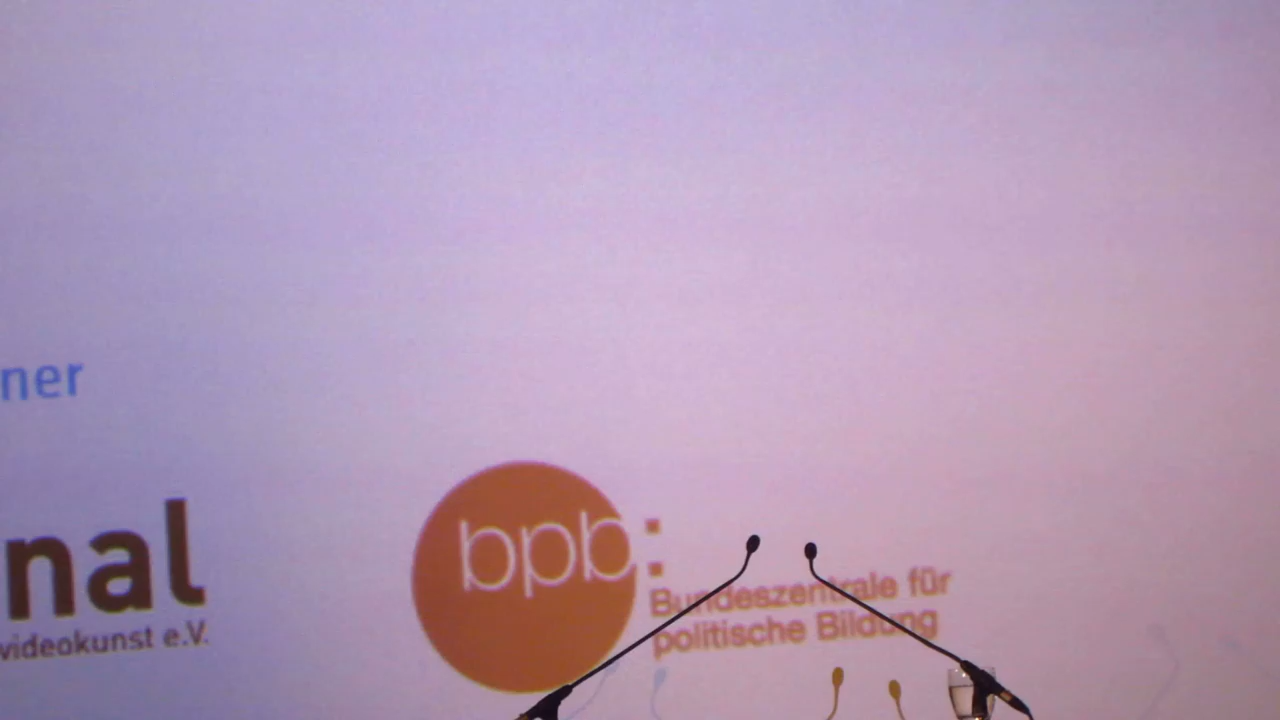 ner
nal
videokunst e.V.
bpb:
Bundeszentrale für
politische Bildung